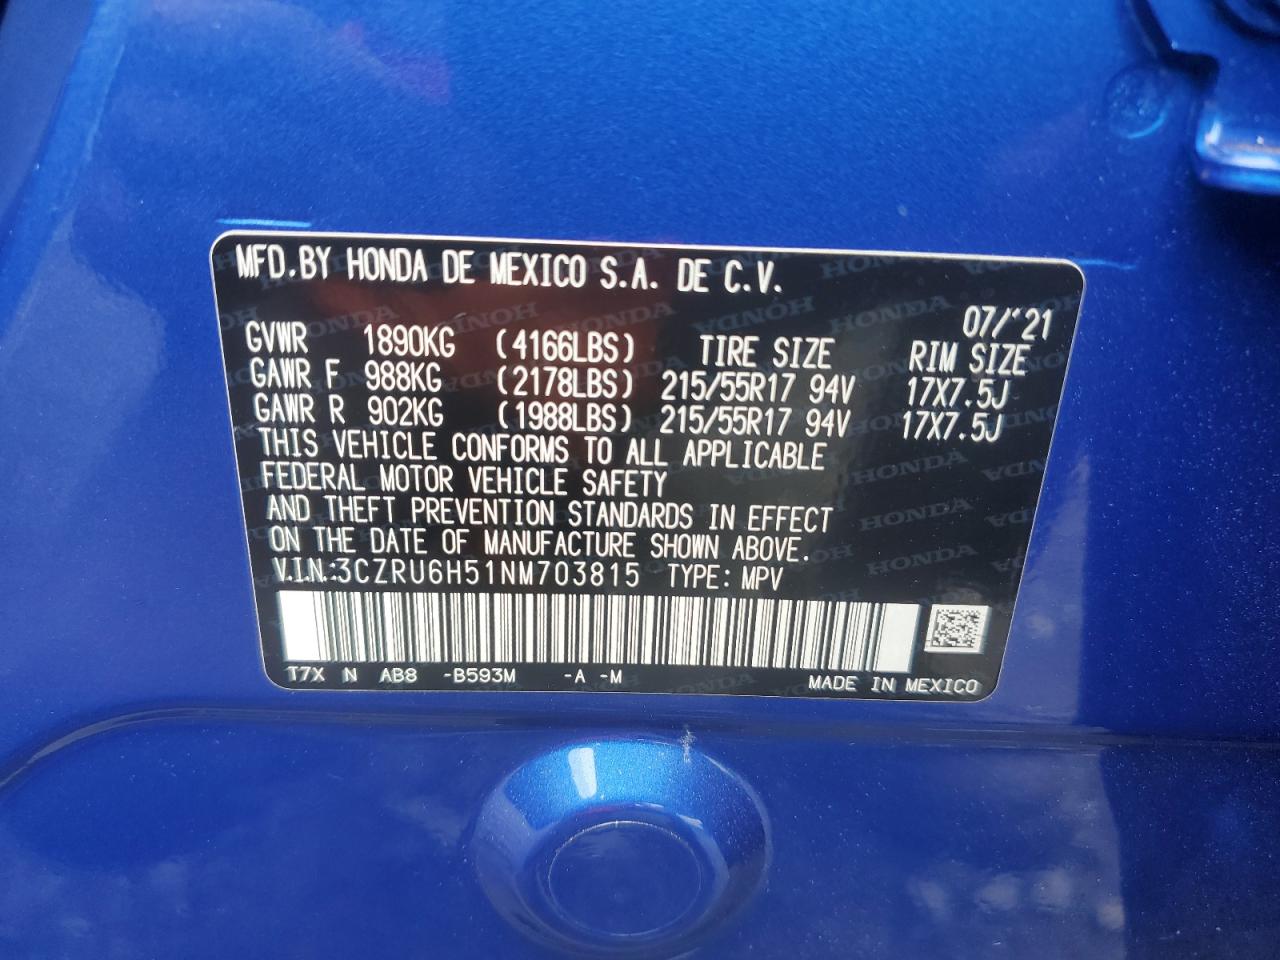 MFD.BY HONDA DE MEXICO S.A. DE C.V.
07/'21
GVWR 1890KG (4166LBS) TIRE SIZE RIM SIZE
GAWR F 988KG (2178LBS) 215/55R17 94V 17X7.5J
GAWR R 902KG (1988LBS) 215/55R17 94V 17X7.5J
THIS VEHICLE CONFORMS TO ALL APPLICABLE
FEDERAL MOTOR VEHICLE SAFETY
AND THEFT PREVENTION STANDARDS IN EFFECT
ON THE DATE OF MANUFACTURE SHOWN ABOVE.
V.I.N.:3CZRU6H51NM703815 TYPE: MPV
T7X N AB8 -B593M -A -M MADE IN MEXICO